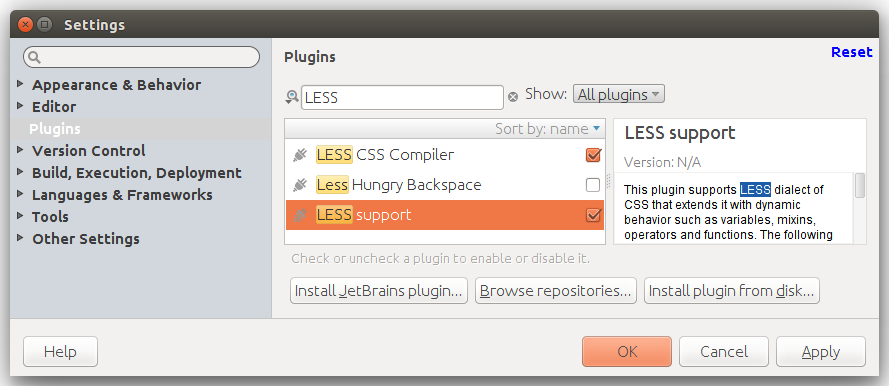 Settings
Plugins
Reset
Appearance & Behavior
Editor
Plugins
Version Control
Build, Execution, Deployment
Languages & Frameworks
Tools
Other Settings
LESS
Show: All plugins
Sort by: name
LESS CSS Compiler
Less Hungry Backspace
LESS support
LESS support
Version: N/A
This plugin supports LESS dialect of
CSS that extends it with dynamic
behavior such as variables, mixins,
operators and functions. The following
Check or uncheck a plugin to enable or disable it.
Install JetBrains plugin...
Browse repositories...
Install plugin from disk...
Help
OK
Cancel
Apply